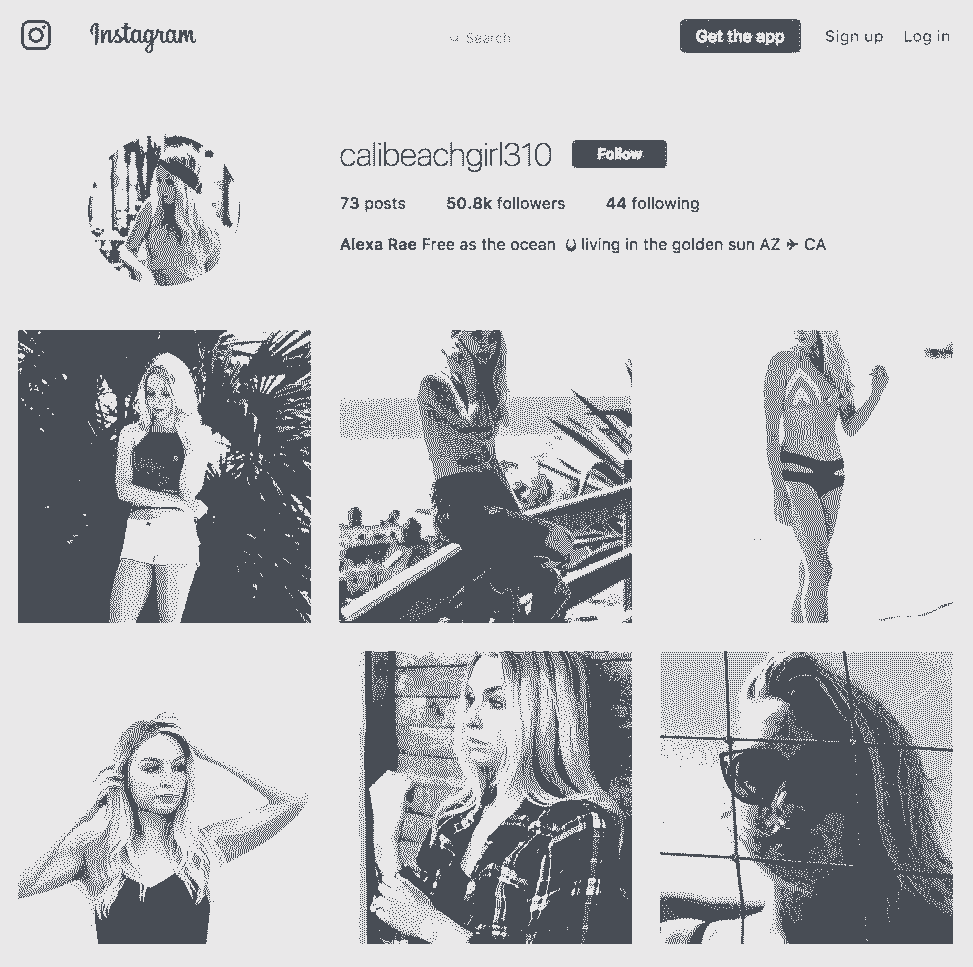 Instagram
Search
Get the app
Sign up
Log in
calibeachgirl310
Follow
73 posts
50.8k followers
44 following
Alexa Rae Free as the ocean living in the golden sun AZ ✈ CA